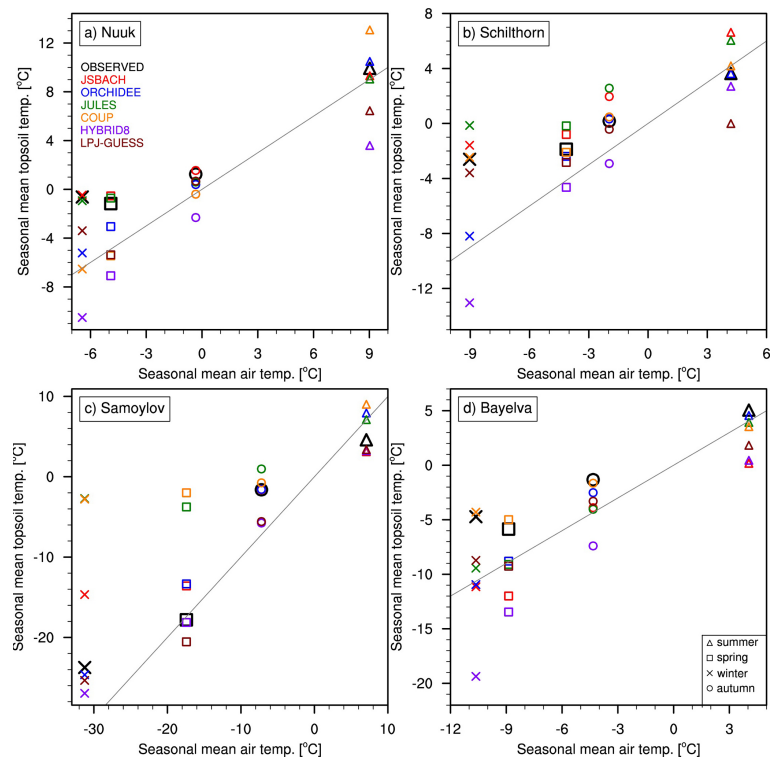 a) Nuuk
OBSERVED
JSBACH
ORCHIDEE
JULES
COUP
HYBRID8
LPJ-GUESS
12
8
4
0
-4
-8
-6
-3
0
3
6
9
Seasonal mean topsoil temp. [°C]
Seasonal mean air temp. [°C]
b) Schilthorn
8
4
0
-4
-8
-12
-9
-6
-3
0
3
6
Seasonal mean topsoil temp. [°C]
Seasonal mean air temp. [°C]
c) Samoylov
10
0
-10
-20
-30
-20
-10
0
10
Seasonal mean topsoil temp. [°C]
Seasonal mean air temp. [°C]
d) Bayelva
5
0
-5
-10
-15
-20
-12
-9
-6
-3
0
3
Seasonal mean topsoil temp. [°C]
Seasonal mean air temp. [°C]
summer
spring
winter
autumn